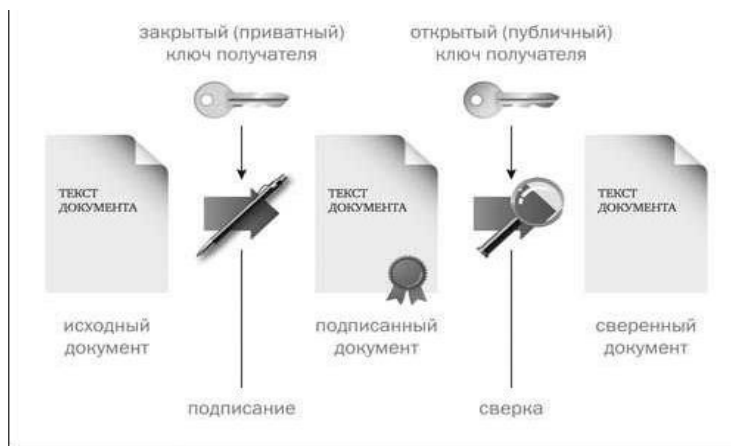 закрытый (приватный)
ключ получателя
открытый (публичный)
ключ получателя
ТЕКСТ
ДОКУМЕНТА
ТЕКСТ
ДОКУМЕНТА
ТЕКСТ
ДОКУМЕНТА
исходный
документ
подписанный
документ
сверенный
документ
подписание
сверка